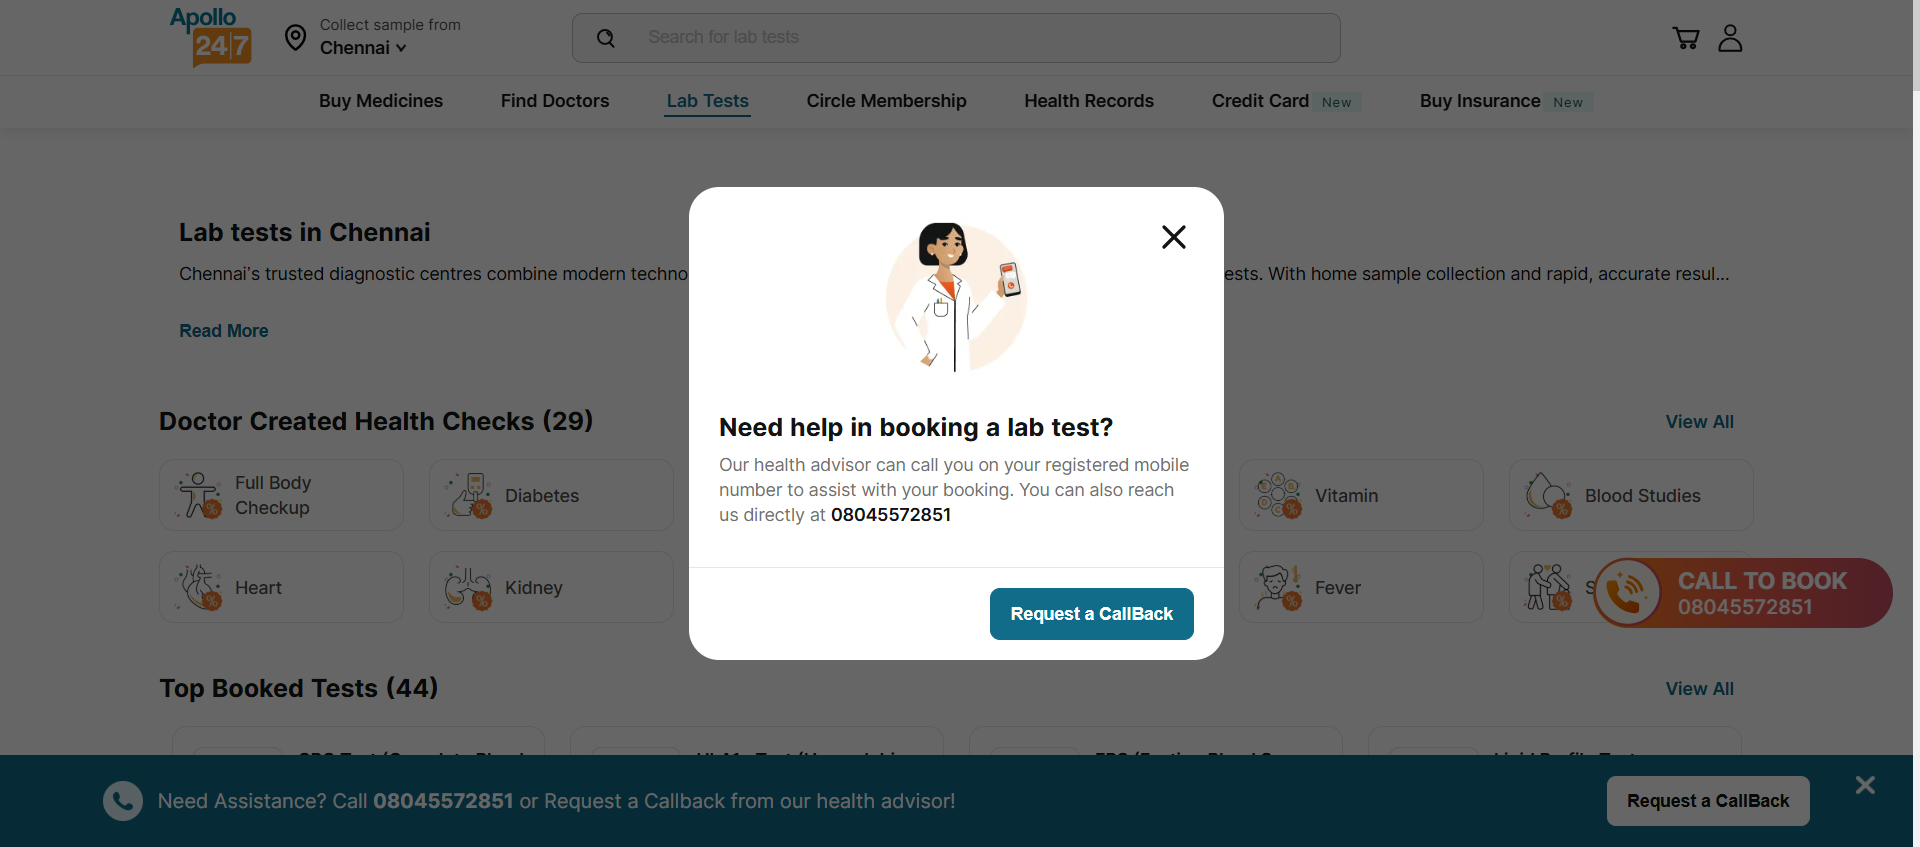 Apollo
24|7
Collect sample from
Chennai
Search for lab tests
Buy Medicines
Find Doctors
Lab Tests
Circle Membership
Health Records
Credit Card New
Buy Insurance New
Lab tests in Chennai
Chennai's trusted diagnostic centres combine modern techno
ests. With home sample collection and rapid, accurate resul...
Read More
Need help in booking a lab test?
Our health advisor can call you on your registered mobile
number to assist with your booking. You can also reach
us directly at 08045572851
Request a CallBack
Doctor Created Health Checks (29)
View All
Full Body
Checkup
Diabetes
Vitamin
Blood Studies
Heart
Kidney
Fever
CALL TO BOOK
08045572851
Top Booked Tests (44)
View All
Need Assistance? Call 08045572851 or Request a Callback from our health advisor!
Request a CallBack